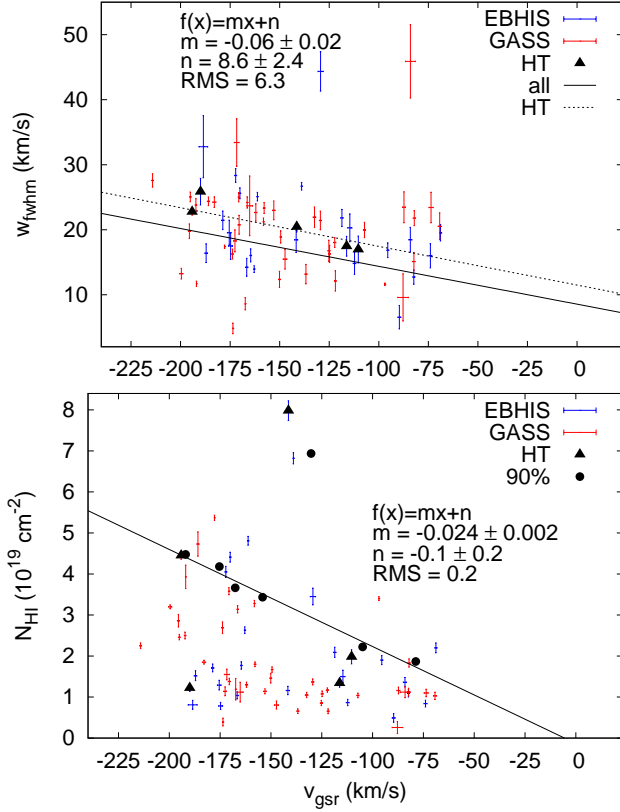 f(x)=mx+n
m = -0.06 ± 0.02
n = 8.6 ± 2.4
RMS = 6.3
EBHIS
GASS
HT
all
HT
w_fwhm (km/s)
50
40
30
20
10
-225 -200 -175 -150 -125 -100 -75 -50 -25 0
EBHIS
GASS
HT
90%
f(x)=mx+n
m = -0.024 ± 0.002
n = -0.1 ± 0.2
RMS = 0.2
N_HI (10^19 cm^-2)
8
7
6
5
4
3
2
1
0
-225 -200 -175 -150 -125 -100 -75 -50 -25 0
v_gsr (km/s)